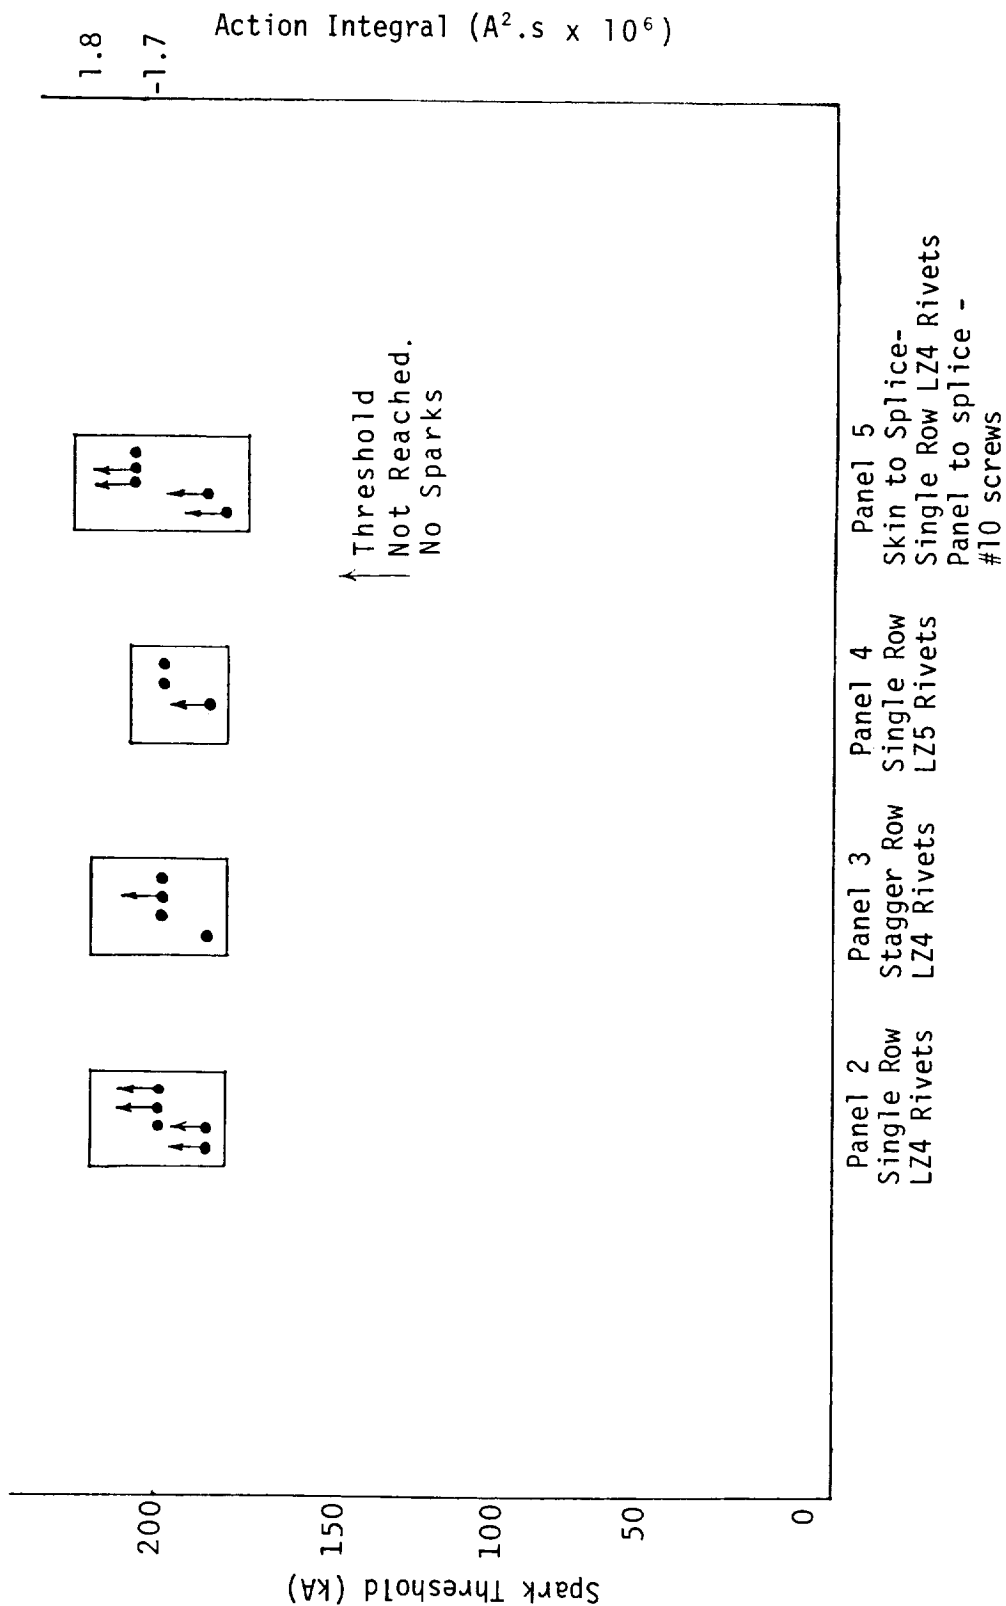 Spark Threshold (kA)
200
150
100
50
0
1.8
-1.7
Action Integral (A².s x 10⁶)
Threshold
Not Reached.
No Sparks
Panel 2
Single Row
LZ4 Rivets
Panel 3
Stagger Row
LZ4 Rivets
Panel 4
Single Row
LZ5 Rivets
Panel 5
Skin to Splice-
Single Row LZ4 Rivets
Panel to splice -
#10 screws